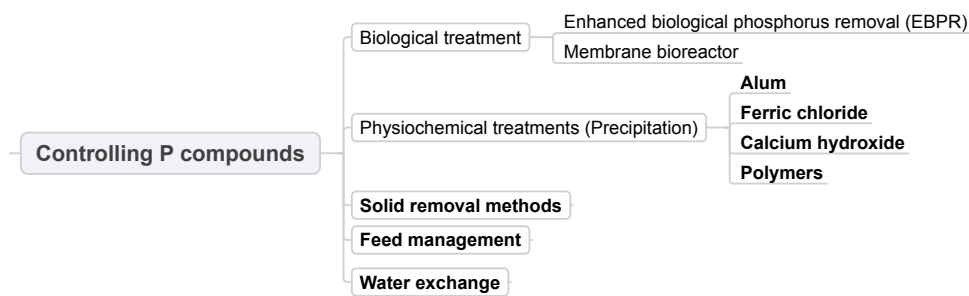 Controlling P compounds
Biological treatment
Enhanced biological phosphorus removal (EBPR)
Membrane bioreactor
Physiochemical treatments (Precipitation)
Alum
Ferric chloride
Calcium hydroxide
Polymers
Solid removal methods
Feed management
Water exchange